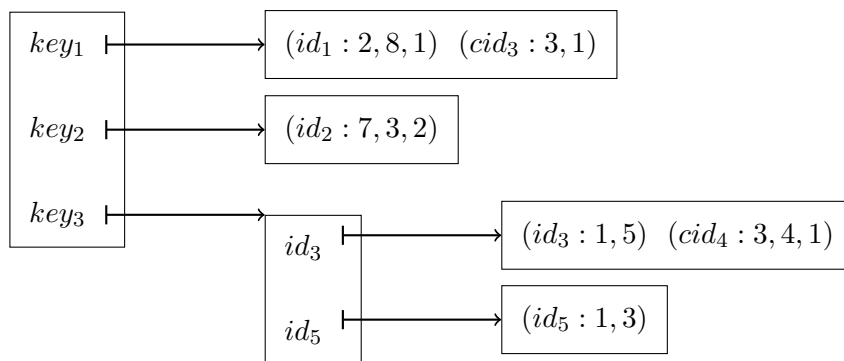 key₁ (id₁ : 2, 8, 1) (cid₃ : 3, 1)
key₂ (id₂ : 7, 3, 2)
key₃
id₃ (id₃ : 1, 5) (cid₄ : 3, 4, 1)
id₅ (id₅ : 1, 3)